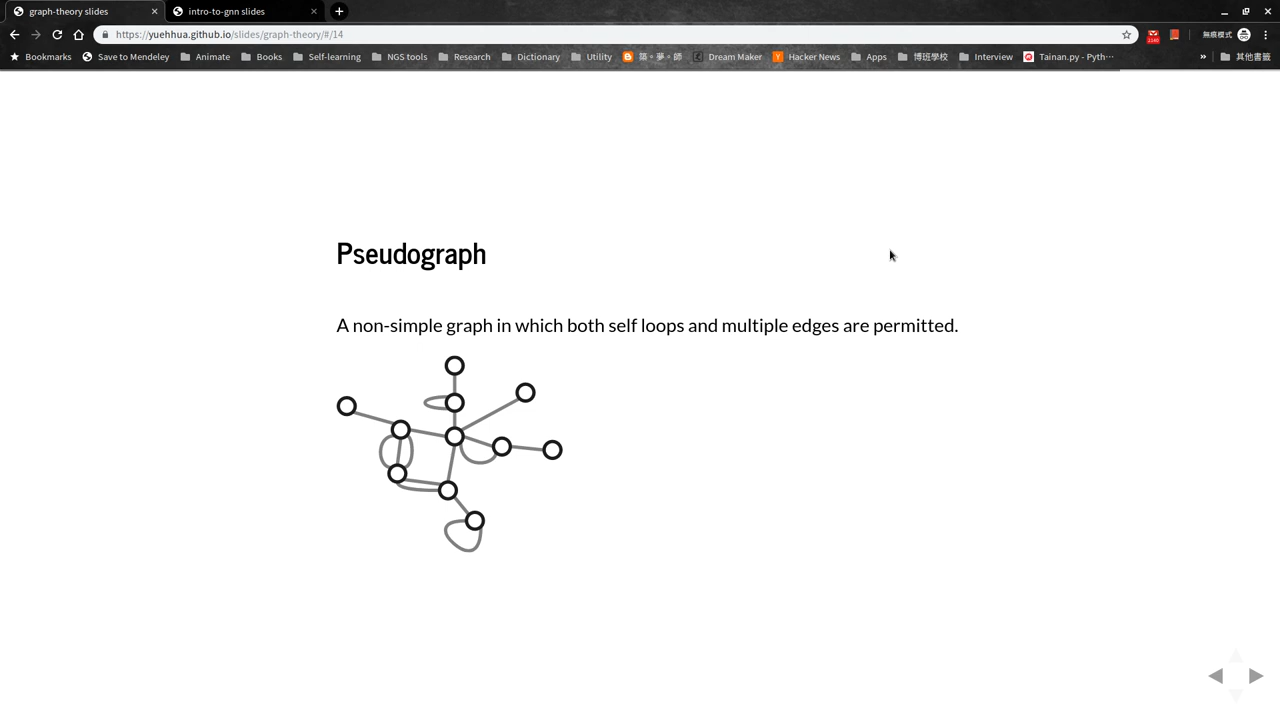 graph-theory slides
intro-to-gnn slides
https://yuehhua.github.io/slides/graph-theory/#/14
無痕模式
Bookmarks
Save to Mendeley
Animate
Books
Self-learning
NGS tools
Research
Dictionary
Utility
築。夢。師
Dream Maker
Hacker News
Apps
博班學校
Interview
Tainan.py - Pyth…
»
其他書籤
Pseudograph
A non-simple graph in which both self loops and multiple edges are permitted.